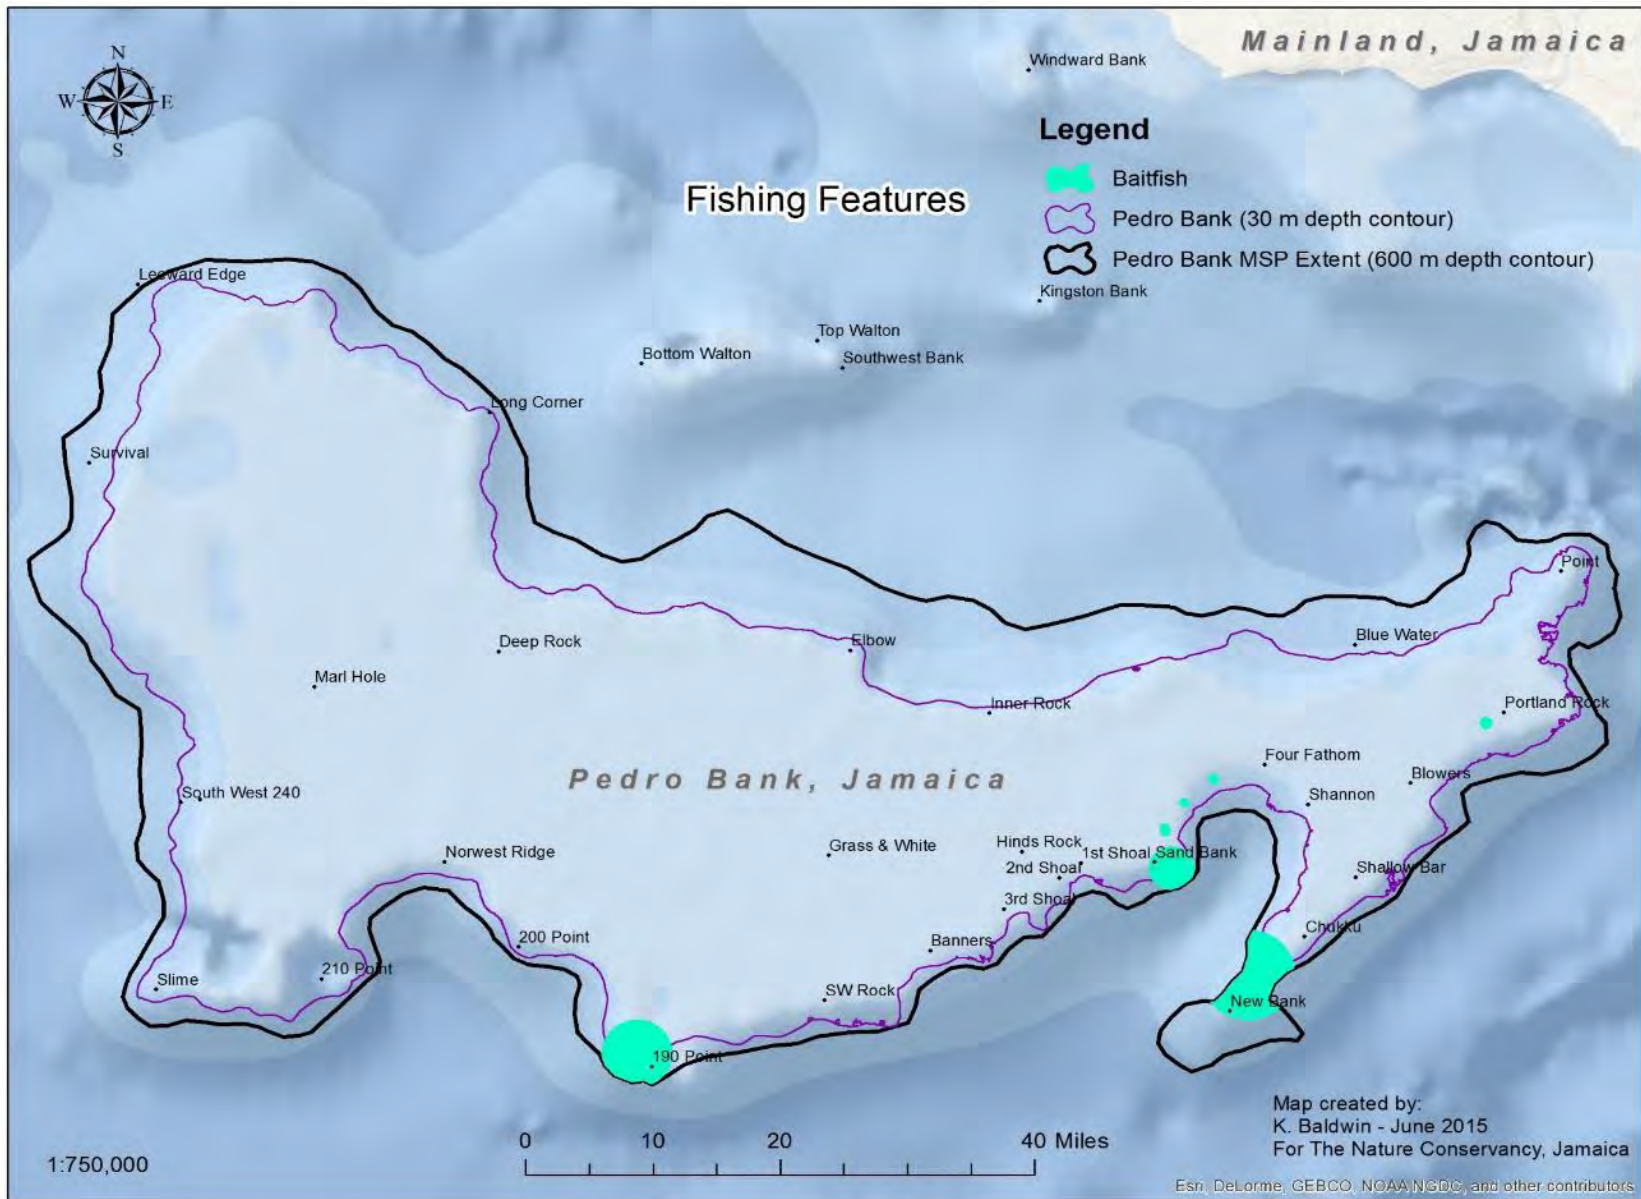 Mainland, Jamaica
Windward Bank
N
W
E
S
Legend
Baitfish
Pedro Bank (30 m depth contour)
Pedro Bank MSP Extent (600 m depth contour)
Fishing Features
Leeward Edge
Kingston Bank
Top Walton
Bottom Walton
Southwest Bank
Long Corner
Survival
Point
Deep Rock
Elbow
Blue Water
Marl Hole
Inner Rock
Portland Rock
Four Fathom
Pedro Bank, Jamaica
Blowers
South West 240
Shannon
Norwest Ridge
Grass & White
Hinds Rock
1st Shoal
Sand Bank
2nd Shoal
Shallow Bar
3rd Shoal
200 Point
Banners
Chukku
210 Point
Slime
SW Rock
New Bank
190 Point
Map created by:
K. Baldwin - June 2015
For The Nature Conservancy, Jamaica
0 10 20 40 Miles
1:750,000
Esri, DeLorme, GEBCO, NOAA NGDC, and other contributors